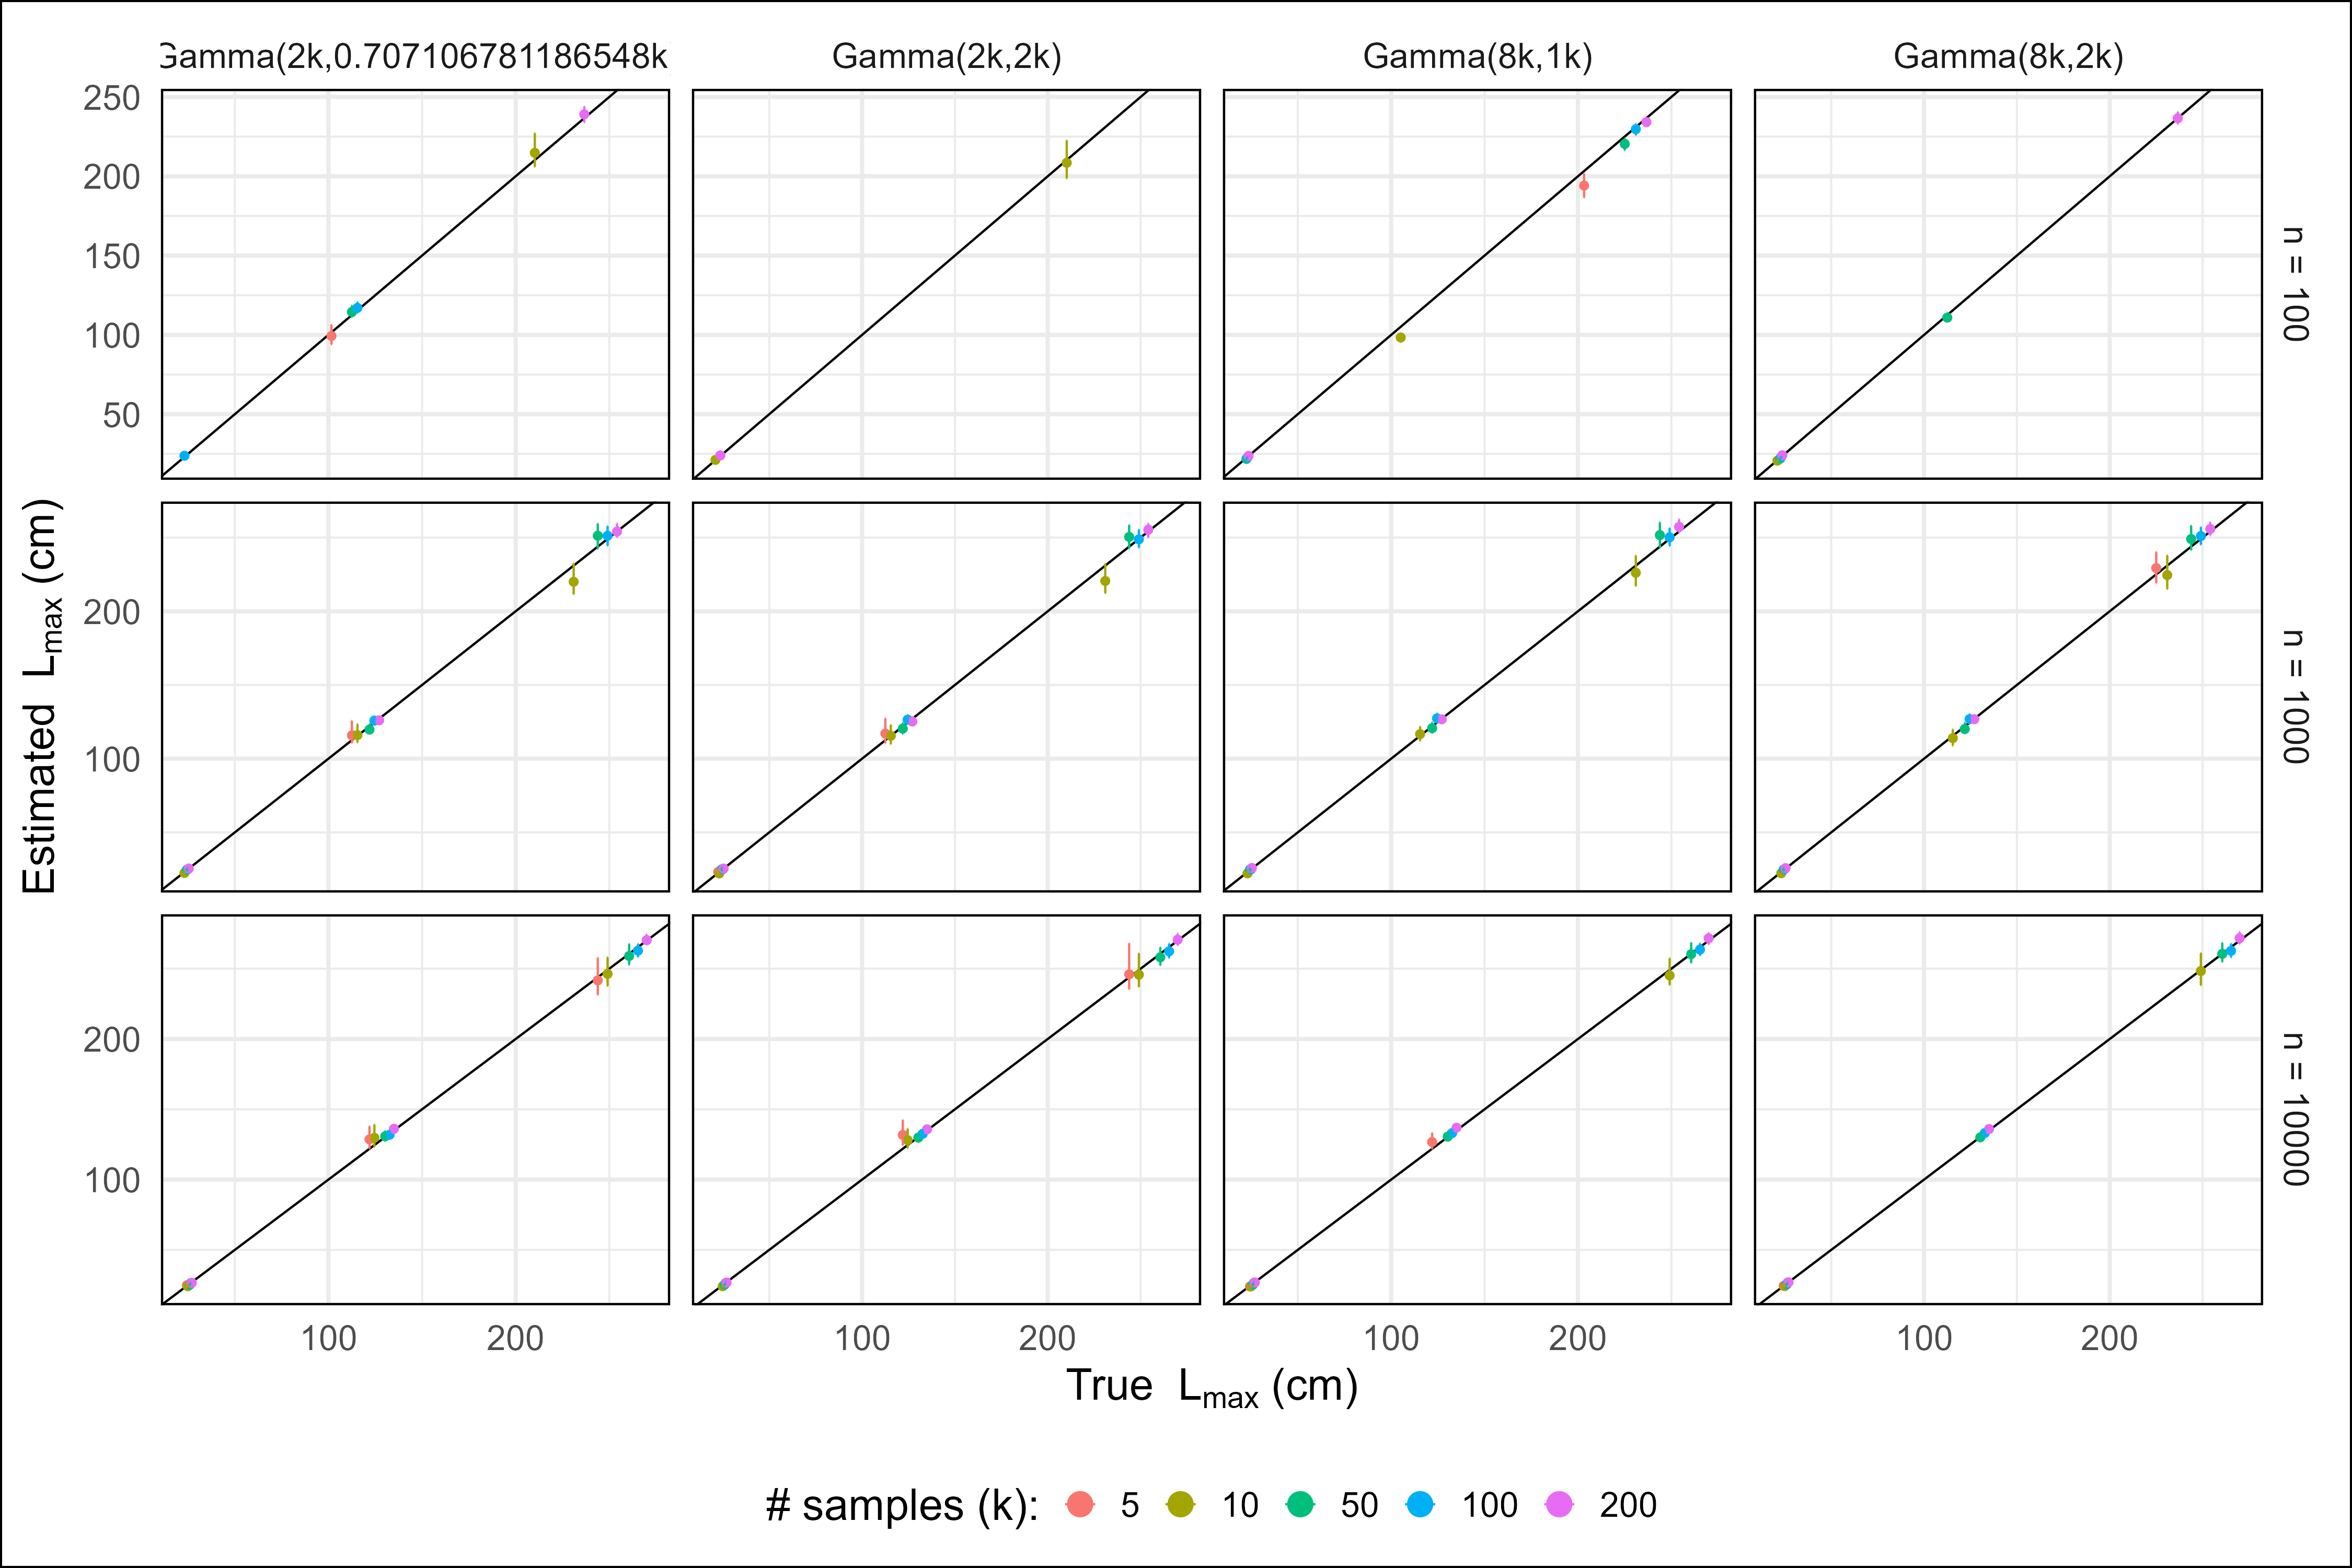 Gamma(2k,0.707106781186548k
Gamma(2k,2k)
Gamma(8k,1k)
Gamma(8k,2k)
250
200
150
100
50
n = 100
200
100
n = 1000
200
100
n = 10000
Estimated Lmax (cm)
100 200
100 200
100 200
100 200
True Lmax (cm)
# samples (k): 5 10 50 100 200